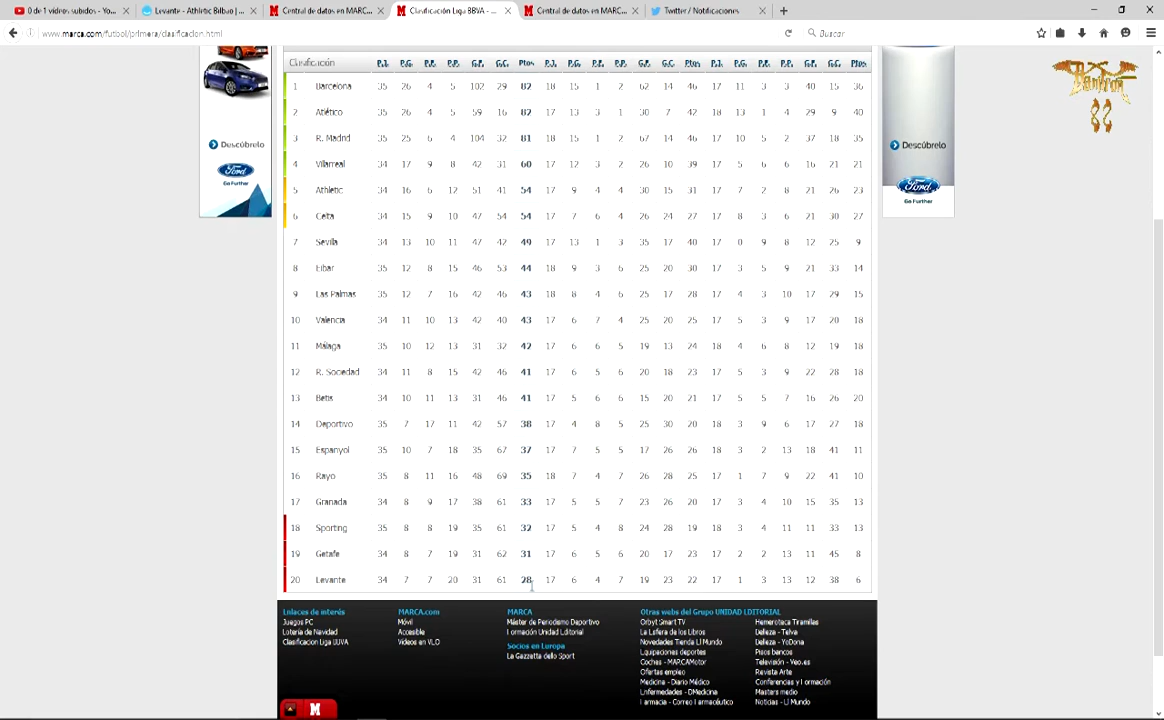 0 de 1 vídeos subidos - Yo...
Levante - Athletic Bilbao | ...
Central de datos en MARC...
Clasificación Liga BBVA - ...
Central de datos en MARC...
Twitter / Notificaciones
www.marca.com/futbol/primera/clasificacion.html
Buscar
Clasificación P.J. P.G. P.E. P.P. G.F. G.C. Ptos P.J. P.G. P.E. P.P. G.F. G.C Ptos P.J. P.G. P.E. P.P. G.F. G.C. Ptos
1 Barcelona 35 26 4 5 102 29 82 18 15 1 2 62 14 46 17 11 3 3 40 15 36
2 Atlético 35 26 4 5 59 16 82 17 13 3 1 30 7 42 18 13 1 4 29 9 40
3 R. Madrid 35 25 6 4 104 32 81 18 15 1 2 67 14 46 17 10 5 2 37 18 35
4 Villarreal 34 17 9 8 42 31 60 17 12 3 2 26 10 39 17 5 6 6 16 21 21
5 Athletic 34 16 6 12 51 41 54 17 9 4 4 30 15 31 17 7 2 8 21 26 23
6 Celta 34 15 9 10 47 54 54 17 7 6 4 26 24 27 17 8 3 6 21 30 27
7 Sevilla 34 13 10 11 47 42 49 17 13 1 3 35 17 40 17 0 9 8 12 25 9
8 Eibar 35 12 8 15 46 53 44 18 9 3 6 25 20 30 17 3 5 9 21 33 14
9 Las Palmas 35 12 7 16 42 46 43 18 8 4 6 25 17 28 17 4 3 10 17 29 15
10 Valencia 34 11 10 13 42 40 43 17 6 7 4 25 20 25 17 5 3 9 17 20 18
11 Málaga 35 10 12 13 31 32 42 17 6 6 5 19 13 24 18 4 6 8 12 19 18
12 R. Sociedad 34 11 8 15 42 46 41 17 6 5 6 20 18 23 17 5 3 9 22 28 18
13 Betis 34 10 11 13 31 46 41 17 5 6 6 15 20 21 17 5 5 7 16 26 20
14 Deportivo 35 7 17 11 42 57 38 17 4 8 5 25 30 20 18 3 9 6 17 27 18
15 Espanyol 35 10 7 18 35 67 37 17 7 5 5 17 26 26 18 3 2 13 18 41 11
16 Rayo 35 8 11 16 48 69 35 18 7 4 7 26 28 25 17 1 7 9 22 41 10
17 Granada 34 8 9 17 38 61 33 17 5 5 7 23 26 20 17 3 4 10 15 35 13
18 Sporting 35 8 8 19 35 61 32 17 5 4 8 24 28 19 18 3 4 11 11 33 13
19 Getafe 34 8 7 19 31 62 31 17 6 5 6 20 17 23 17 2 2 13 11 45 8
20 Levante 34 7 7 20 31 61 28 17 6 4 7 19 23 22 17 1 3 13 12 38 6
Descúbrelo
Ford
Go Further
Descúbrelo
Ford
Go Further
82
Enlaces de interés
Juegos PC
Lotería de Navidad
Clasificacion Liga BBVA
MARCA.com
Móvil
Accesible
Videos en VEO
MARCA
Máster de Periodismo Deportivo
Formación Unidad Editorial
Socios en Europa
La Gazzetta dello Sport
Otras webs del Grupo UNIDAD EDITORIAL
Orbyt Smart TV
La Esfera de los Libros
Novedades Tienda El Mundo
Equipaciones deportes
Coches - MARCAMotor
Ofertas empleo
Medicina - Diario Médico
Enfermedades - DMedicina
Farmacia - Correo Farmacéutico
Hemeroteca Tiramillas
Belleza - Telva
Belleza - YoDona
Pisos bancos
Televisión - Veo.es
Revista Arte
Conferencias y Formación
Masters medio
Noticias - El Mundo
M